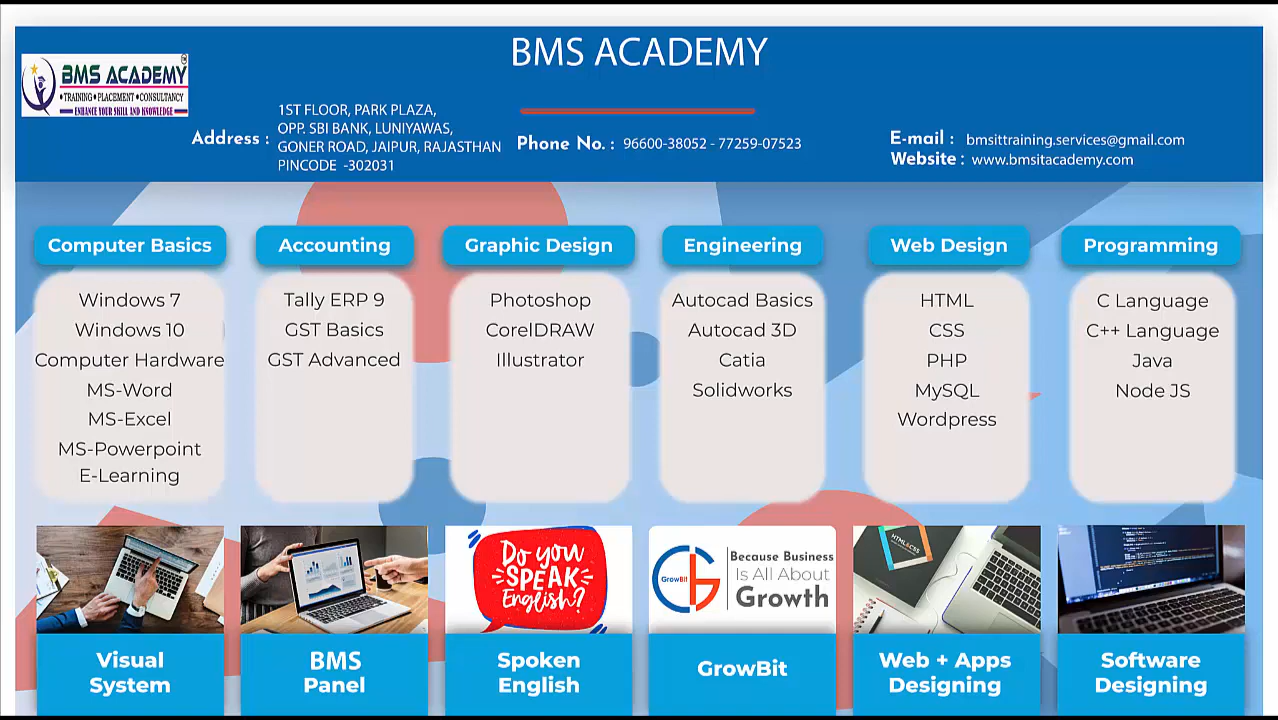 BMS ACADEMY
BMS ACADEMY
• TRAINING • PLACEMENT • CONSULTANCY
ENHANCE YOUR SKILL AND KNOWLEDGE
Address :
1ST FLOOR, PARK PLAZA,
OPP. SBI BANK, LUNIYAWAS,
GONER ROAD, JAIPUR, RAJASTHAN
PINCODE -302031
Phone No. : 96600-38052 - 77259-07523
E-mail : bmsittraining.services@gmail.com
Website : www.bmsitacademy.com
Computer Basics
Windows 7
Windows 10
Computer Hardware
MS-Word
MS-Excel
MS-Powerpoint
E-Learning
Accounting
Tally ERP 9
GST Basics
GST Advanced
Graphic Design
Photoshop
CorelDRAW
Illustrator
Engineering
Autocad Basics
Autocad 3D
Catia
Solidworks
Web Design
HTML
CSS
PHP
MySQL
Wordpress
Programming
C Language
C++ Language
Java
Node JS
Visual
System
BMS
Panel
Do you
SPEAK
English?
Spoken
English
GrowBit
Because Business
Is All About
Growth
GrowBit
HTML&CSS
Web + Apps
Designing
Software
Designing